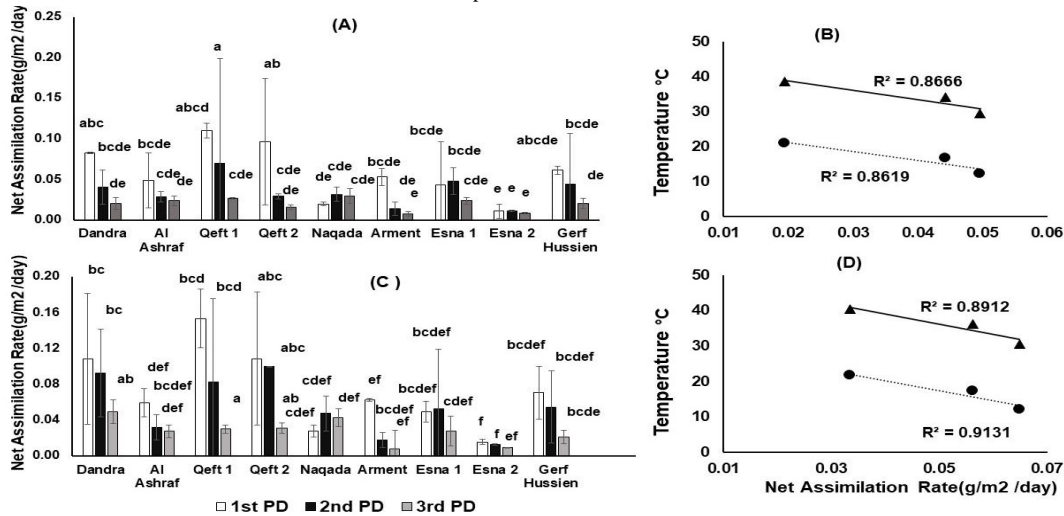 (A)
Net Assimilation Rate(g/m2 /day)
0.25
0.20
0.15
0.10
0.05
0.00
abc
bcde
de
bcde
cde
de
abcd
a
cde
ab
cde
de
cde
cde
cde
bcde
de
e
bcde
bcde
cde
e
e
e
abcde
bcde
de
Dandra
Al
Ashraf
Qeft 1
Qeft 2
Naqada
Arment
Esna 1
Esna 2
Gerf
Hussien
(B)
Temperature °C
50
40
30
20
10
0
R² = 0.8666
R² = 0.8619
0.01
0.02
0.03
0.04
0.05
0.06
(C )
Net Assimilation Rate(g/m2 /day)
0.20
0.16
0.12
0.08
0.04
0.00
bc
bc
ab
def
bcdef
def
bcd
bcd
a
abc
abc
ab
cdef
cdef
bcdef
cdef
ef
bcdef
ef
bcdef
bcdef
bcdef
f
f
ef
bcdef
bcdef
bcde
Dandra
Al
Ashraf
Qeft 1
Qeft 2
Naqada
Arment
Esna 1
Esna 2
Gerf
Hussien
1st PD
2nd PD
3rd PD
(D)
Temperature °C
50
40
30
20
10
0
R² = 0.8912
R² = 0.9131
0.01
0.03
0.05
0.07
Net Assimilation Rate(g/m2 /day)